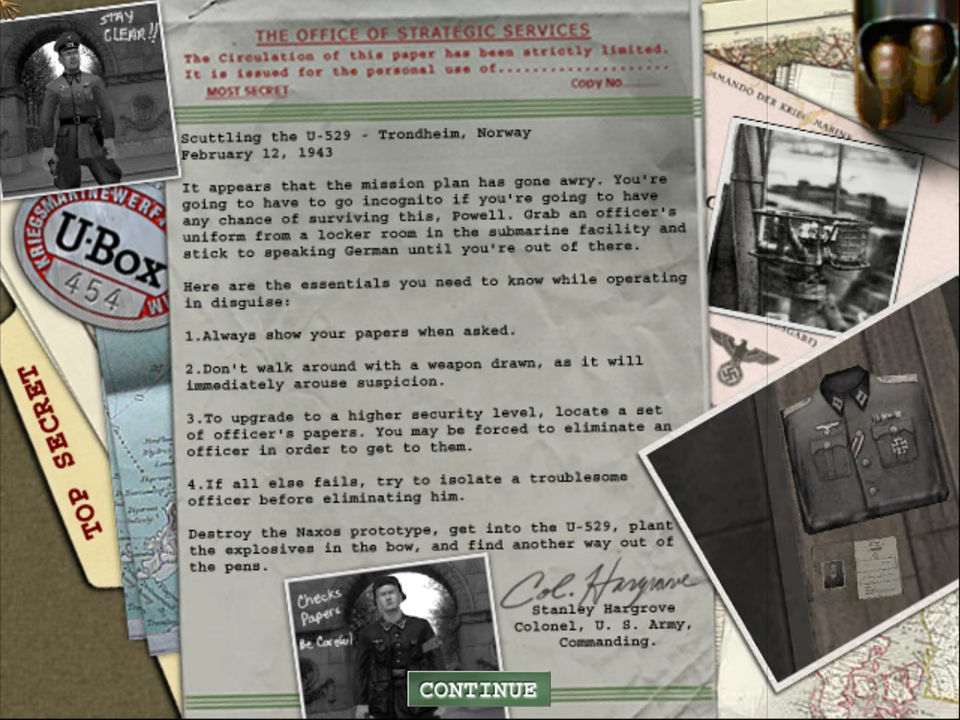 STAY
CLEAR!!
THE OFFICE OF STRATEGIC SERVICES
The Circulation of this paper has been strictly limited.
It is issued for the personal use of....................
MOST SECRET
Copy No......
Scuttling the U-529 - Trondheim, Norway
February 12, 1943
It appears that the mission plan has gone awry. You're
going to have to go incognito if you're going to have
any chance of surviving this, Powell. Grab an officer's
uniform from a locker room in the submarine facility and
stick to speaking German until you're out of there.
Here are the essentials you need to know while operating
in disguise:
1.Always show your papers when asked.
2.Don't walk around with a weapon drawn, as it will
immediately arouse suspicion.
3.To upgrade to a higher security level, locate a set
of officer's papers. You may be forced to eliminate an
officer in order to get to them.
4.If all else fails, try to isolate a troublesome
officer before eliminating him.
Destroy the Naxos prototype, get into the U-529, plant
the explosives in the bow, and find another way out of
the pens.
Col. Hargrave
Stanley Hargrove
Colonel, U. S. Army,
Commanding.
Checks
Papers
Be Careful
CONTINUE
KRIEGSMARINEWERFA
U-Box
454
WI
TOP SECRET
MMANDO DER KRIEGSMARINE